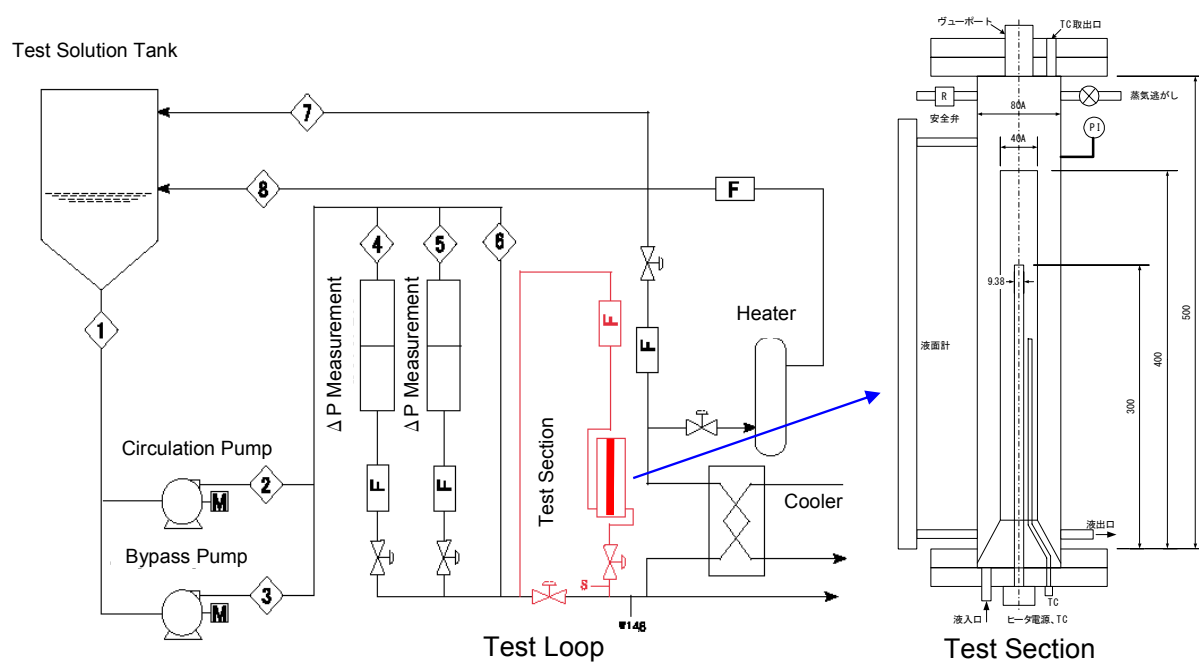 Test Solution Tank
7
8
F
4
5
6
1
Δ P Measurement
Δ P Measurement
F
F
Heater
Circulation Pump
2
M
F
F
Test Section
Cooler
Bypass Pump
3
M
S
Test Loop
ヴューポート
TC取出口
R
安全弁
蒸気逃がし
80A
PI
40A
9.38
液面計
300
400
500
液出口
液入口
TC
ヒータ電源、TC
Test Section